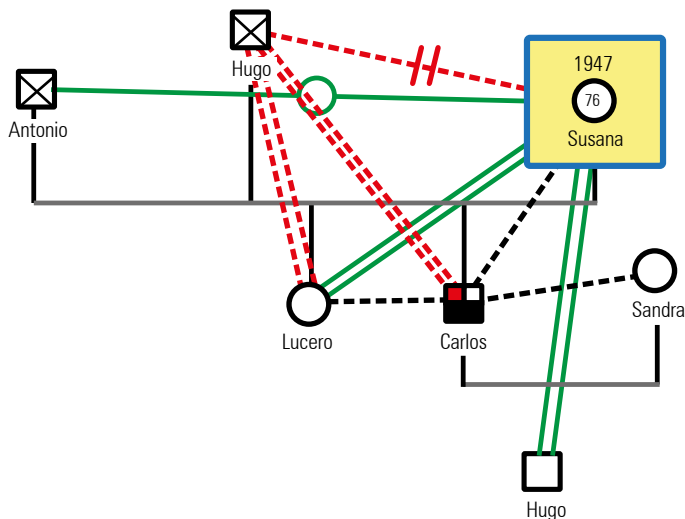 Hugo
1947
76
Susana
Antonio
Lucero
Carlos
Sandra
Hugo